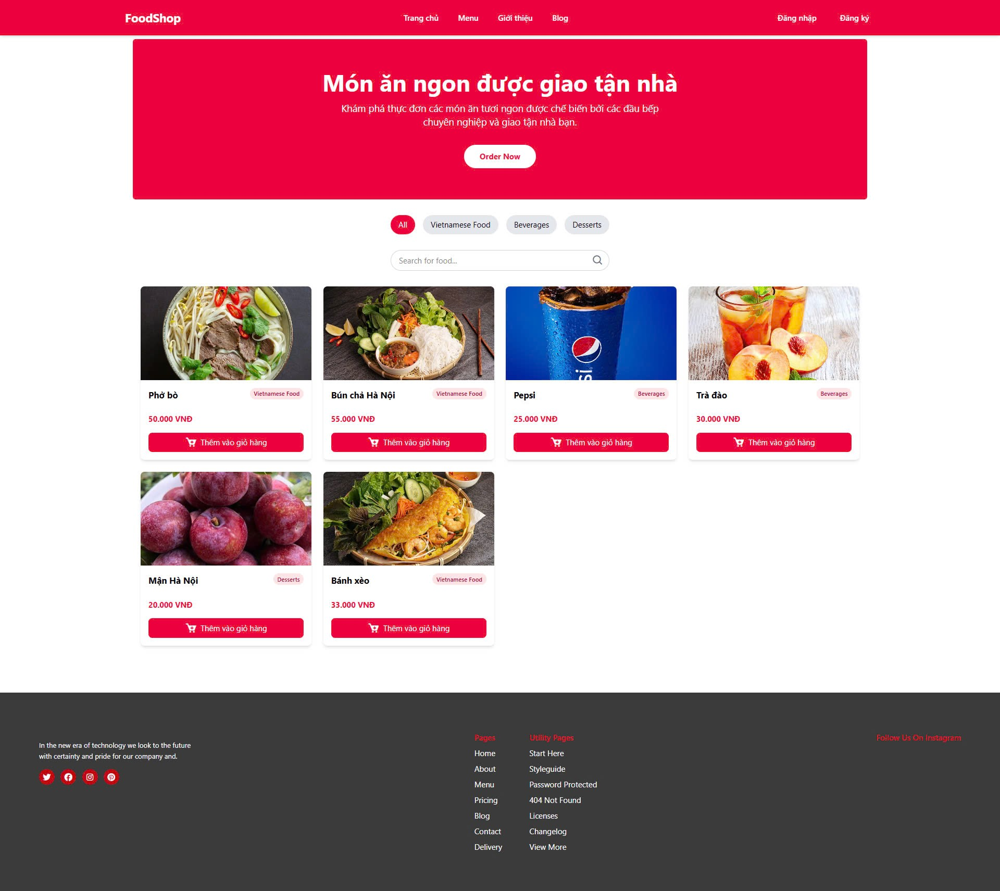 FoodShop
Trang chủ
Menu
Giới thiệu
Blog
Đăng nhập
Đăng ký
Món ăn ngon được giao tận nhà
Khám phá thực đơn các món ăn tươi ngon được chế biến bởi các đầu bếp
chuyên nghiệp và giao tận nhà bạn.
Order Now
All
Vietnamese Food
Beverages
Desserts
Search for food...
Phở bò
Vietnamese Food
50.000 VNĐ
Thêm vào giỏ hàng
Bún chả Hà Nội
Vietnamese Food
55.000 VNĐ
Thêm vào giỏ hàng
si
Pepsi
Beverages
25.000 VNĐ
Thêm vào giỏ hàng
Trà đào
Beverages
30.000 VNĐ
Thêm vào giỏ hàng
Mận Hà Nội
Desserts
20.000 VNĐ
Thêm vào giỏ hàng
Bánh xèo
Vietnamese Food
33.000 VNĐ
Thêm vào giỏ hàng
In the new era of technology we look to the future
with certainty and pride for our company and.
Pages
Home
About
Menu
Pricing
Blog
Contact
Delivery
Utility Pages
Start Here
Styleguide
Password Protected
404 Not Found
Licenses
Changelog
View More
Follow Us On Instagram